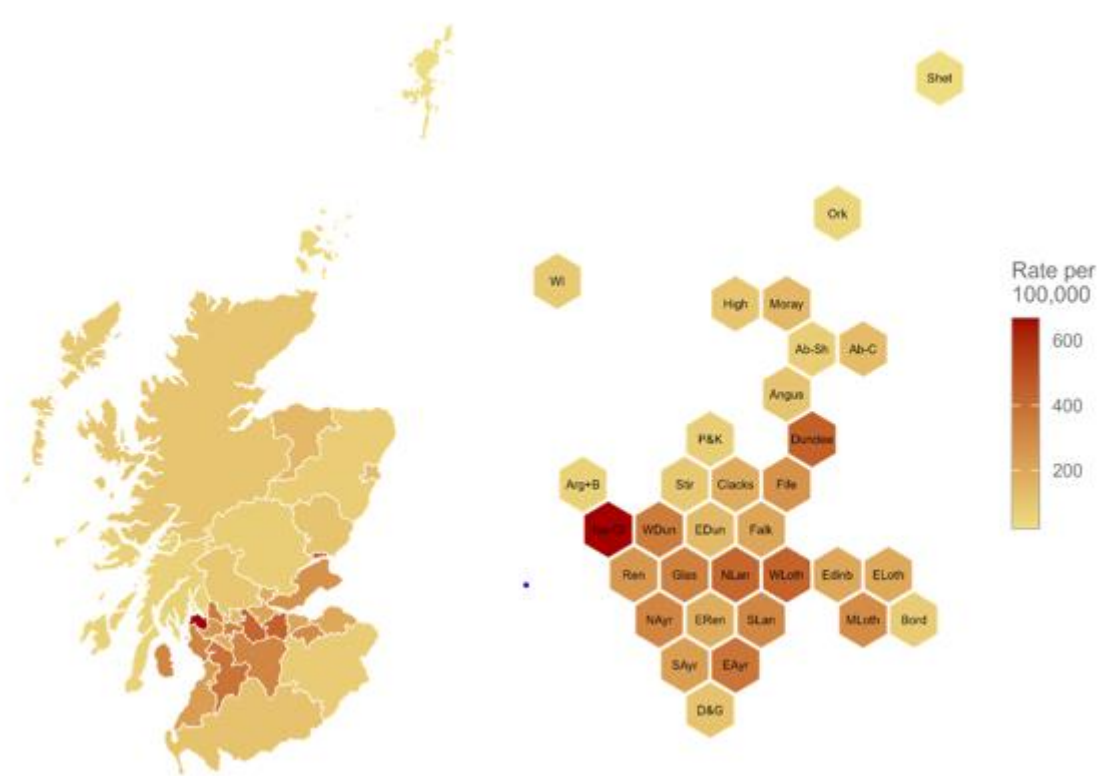 Shet
Ork
WI
High
Moray
Ab-Sh
Ab-C
Angus
P&K
Dundee
Arg+B
Stir
Clacks
Fife
WDun
EDun
Falk
Ren
Glas
NLan
WLoth
Edinb
ELoth
NAyr
ERen
SLan
MLoth
Bord
SAyr
EAyr
D&G
Rate per
100,000
600
400
200